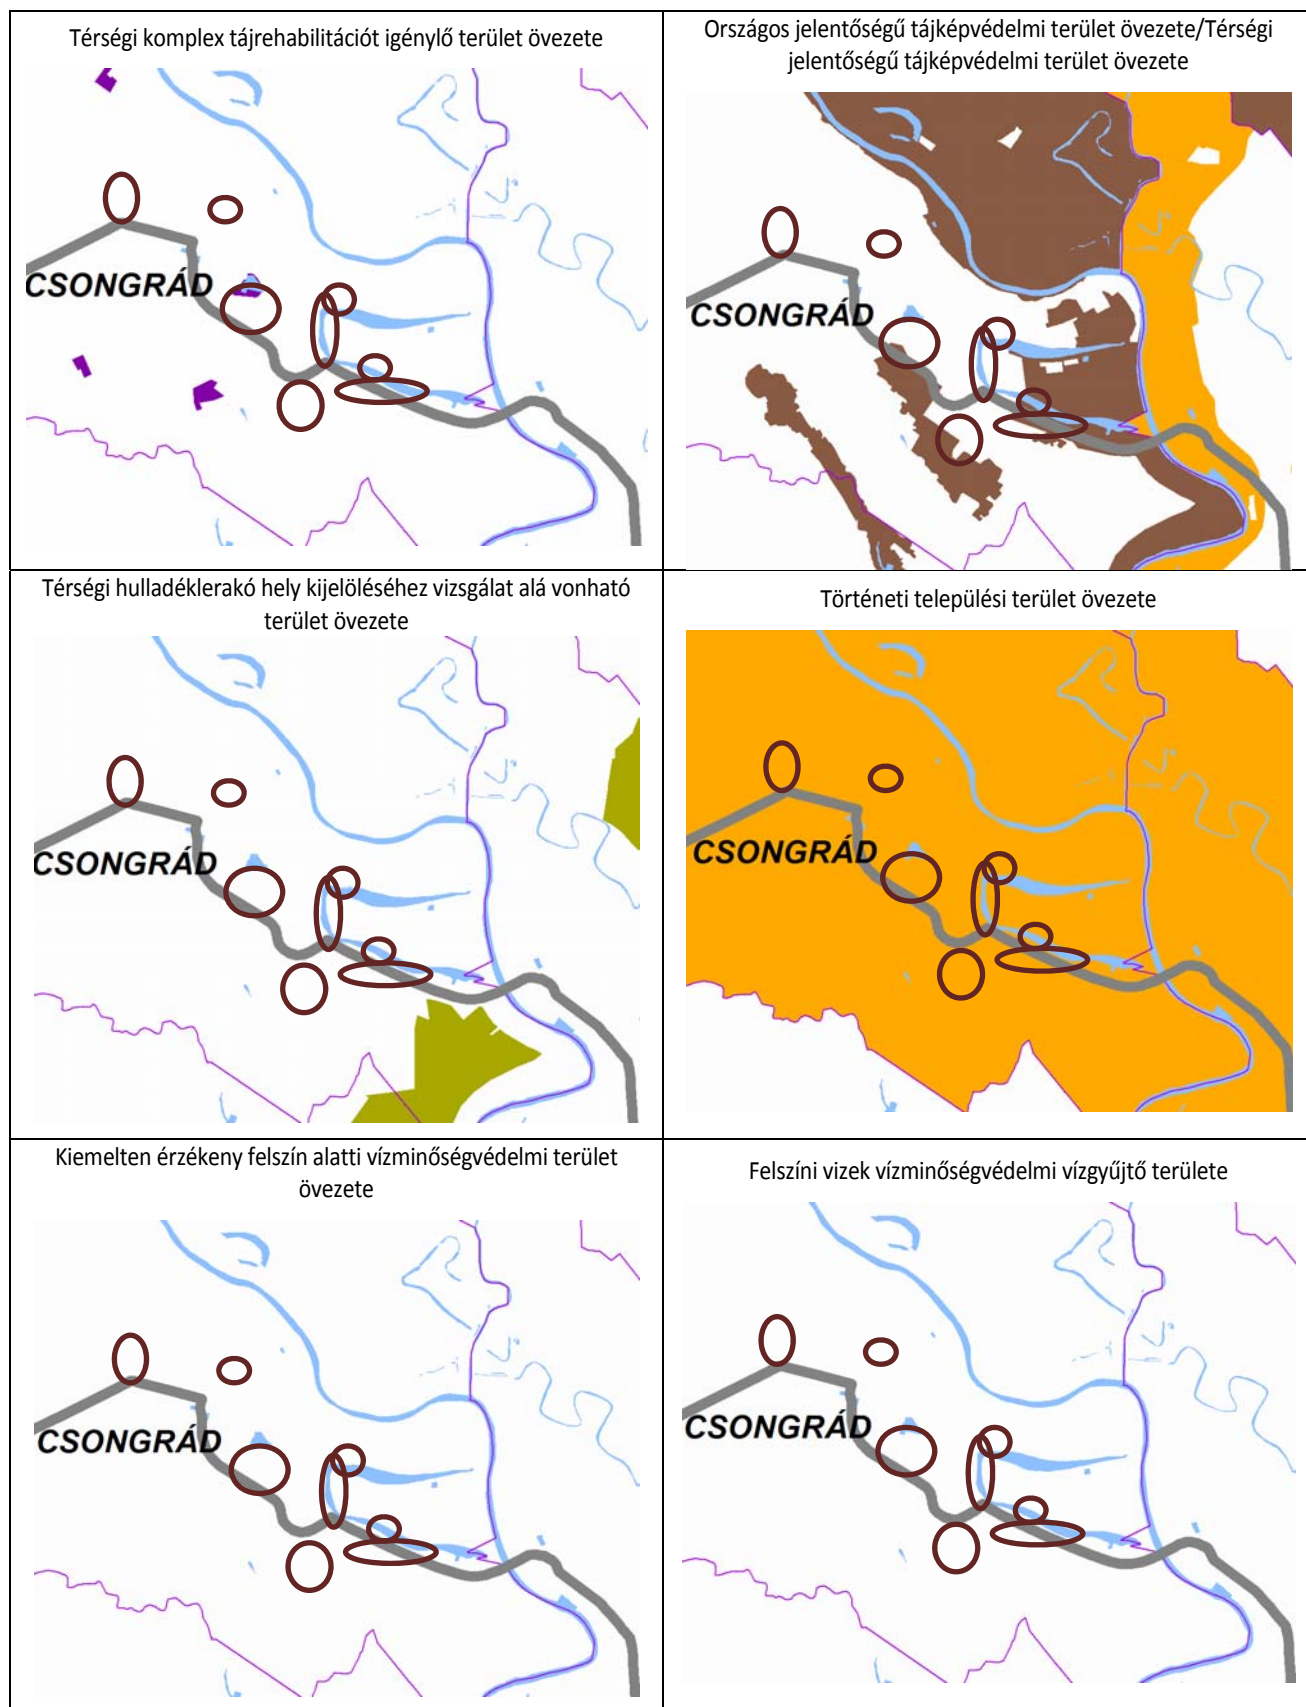 Térségi komplex tájrehabilitációt igénylő terület övezete
CSONGRÁD
Országos jelentőségű tájképvédelmi terület övezete/Térségi
jelentőségű tájképvédelmi terület övezete
CSONGRÁD
Térségi hulladéklerakó hely kijelöléséhez vizsgálat alá vonható
terület övezete
CSONGRÁD
Történeti települési terület övezete
CSONGRÁD
Kiemelten érzékeny felszín alatti vízminőségvédelmi terület
övezete
CSONGRÁD
Felszíni vizek vízminőségvédelmi vízgyűjtő területe
CSONGRÁD